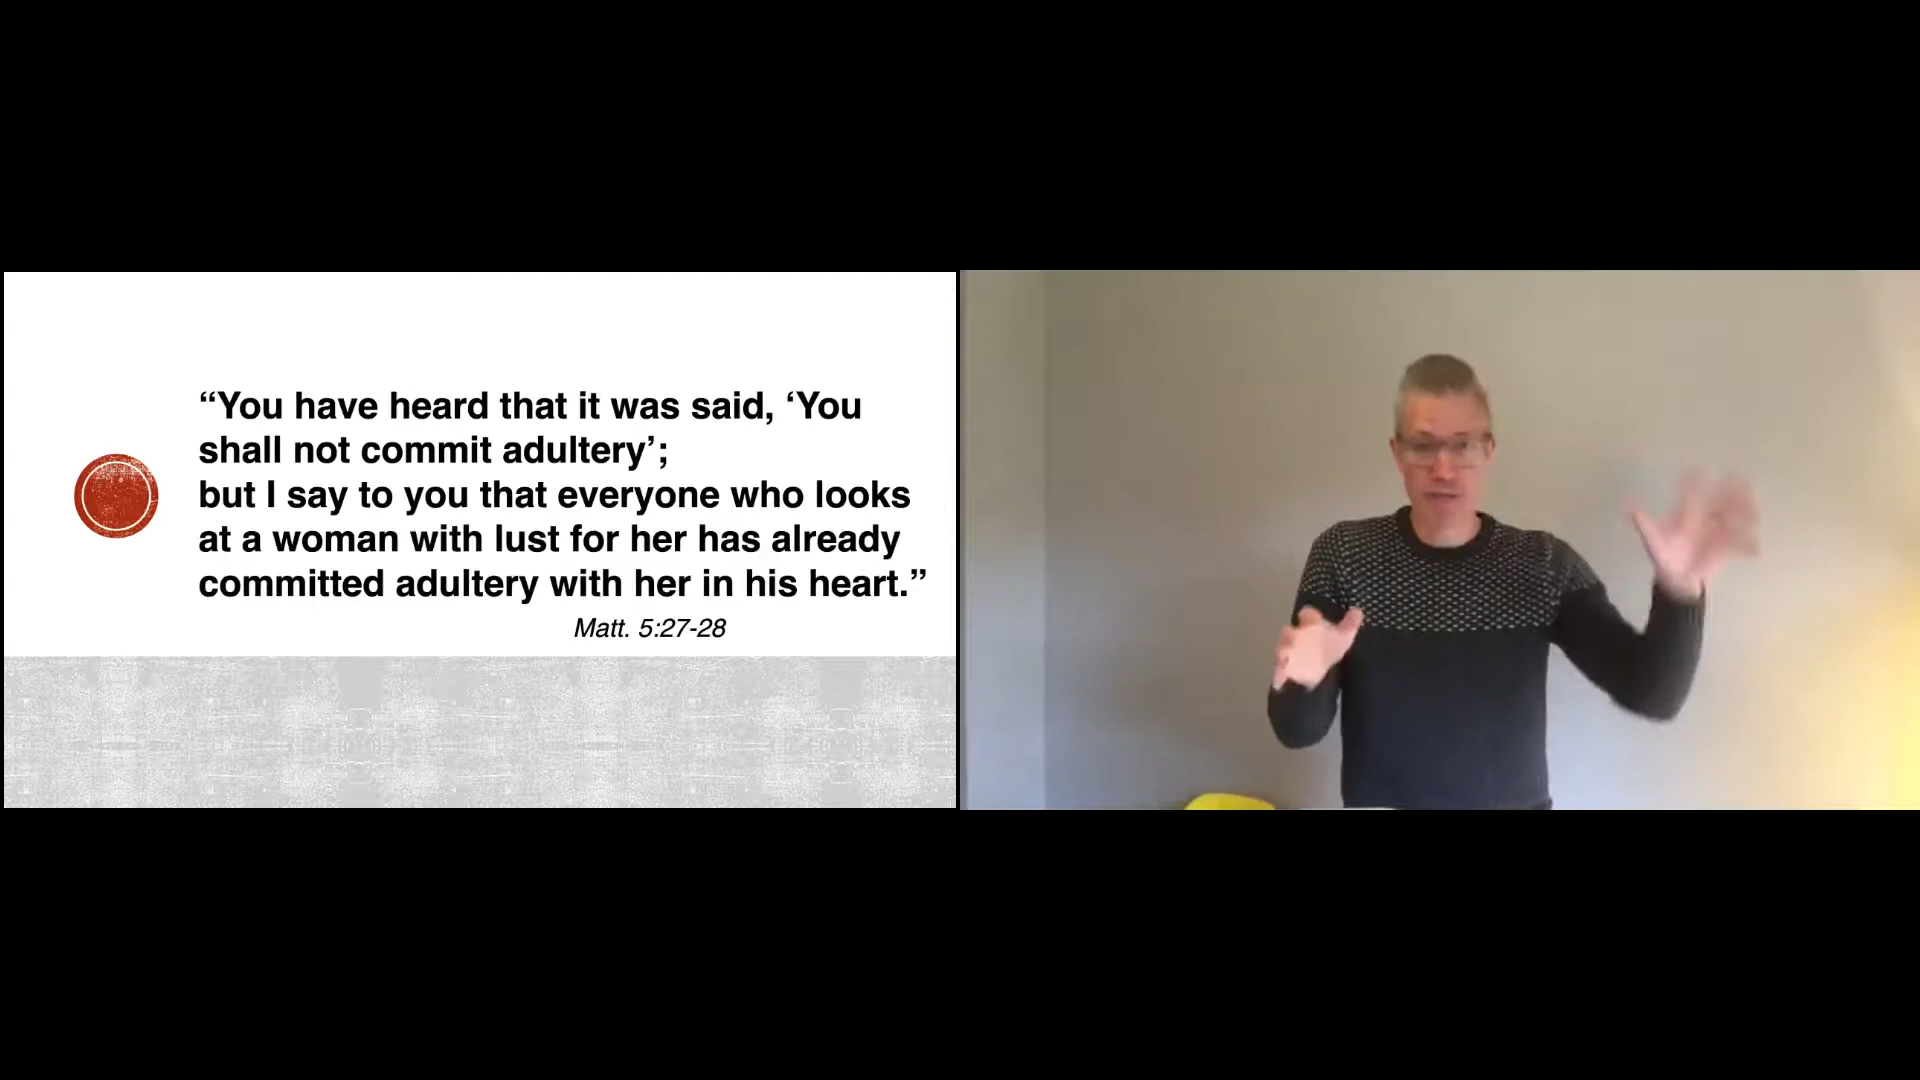 “You have heard that it was said, ‘You
shall not commit adultery’;
but I say to you that everyone who looks
at a woman with lust for her has already
committed adultery with her in his heart.”
Matt. 5:27-28